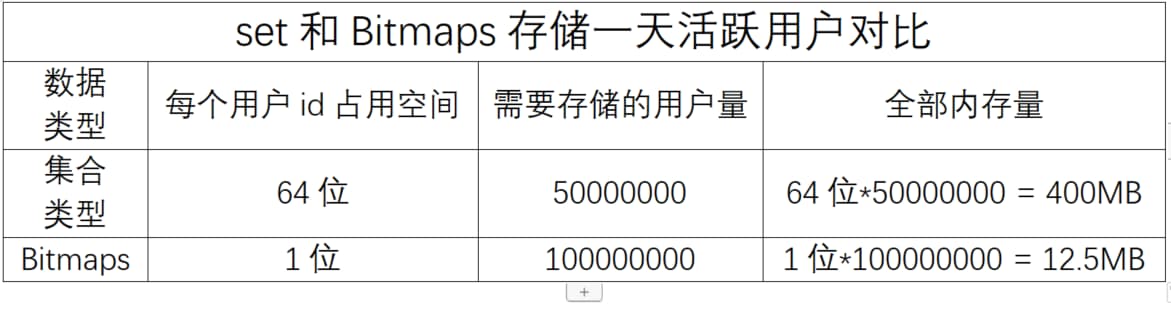 set 和 Bitmaps 存储一天活跃用户对比
数据
类型
每个用户 id 占用空间
需要存储的用户量
全部内存量
集合
类型
64 位
50000000
64 位*50000000 = 400MB
Bitmaps
1 位
100000000
1 位*100000000 = 12.5MB
+